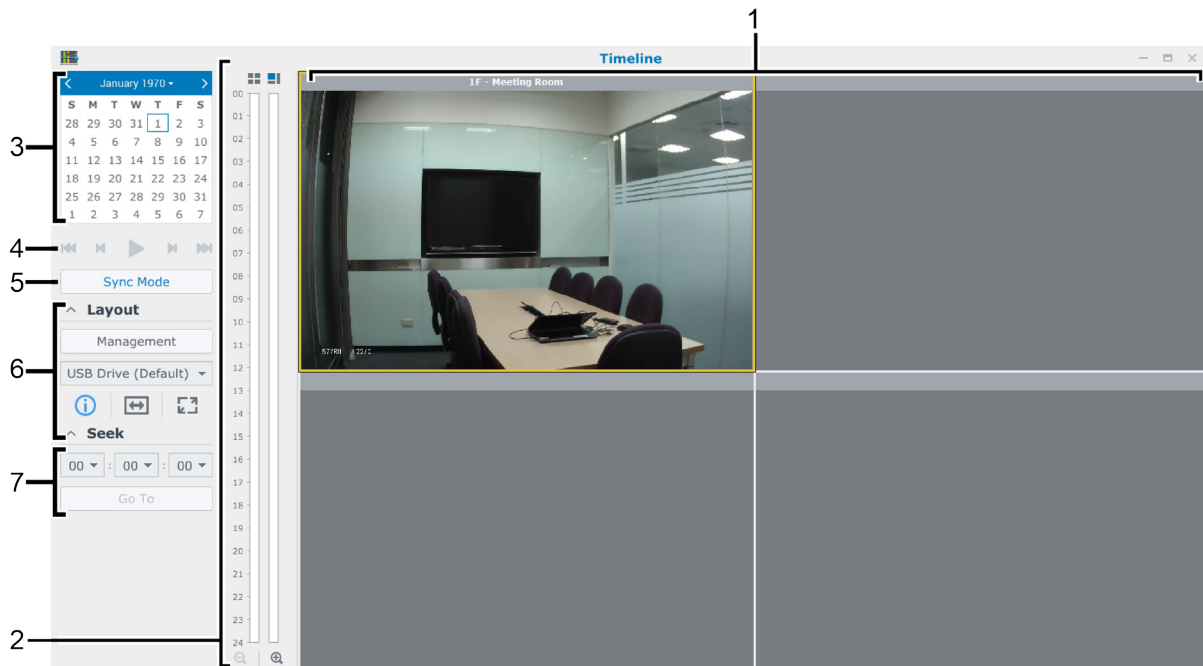 1
Timeline
January 1970
S M T W T F S
28 29 30 31 1 2 3
4 5 6 7 8 9 10
11 12 13 14 15 16 17
18 19 20 21 22 23 24
25 26 27 28 29 30 31
1 2 3 4 5 6 7
3
4
5
Sync Mode
6
Layout
Management
USB Drive (Default)
Seek
7
00 : 00 : 00
Go To
2
00
01
02
03
04
05
06
07
08
09
10
11
12
13
14
15
16
17
18
19
20
21
22
23
24
1F - Meeting Room